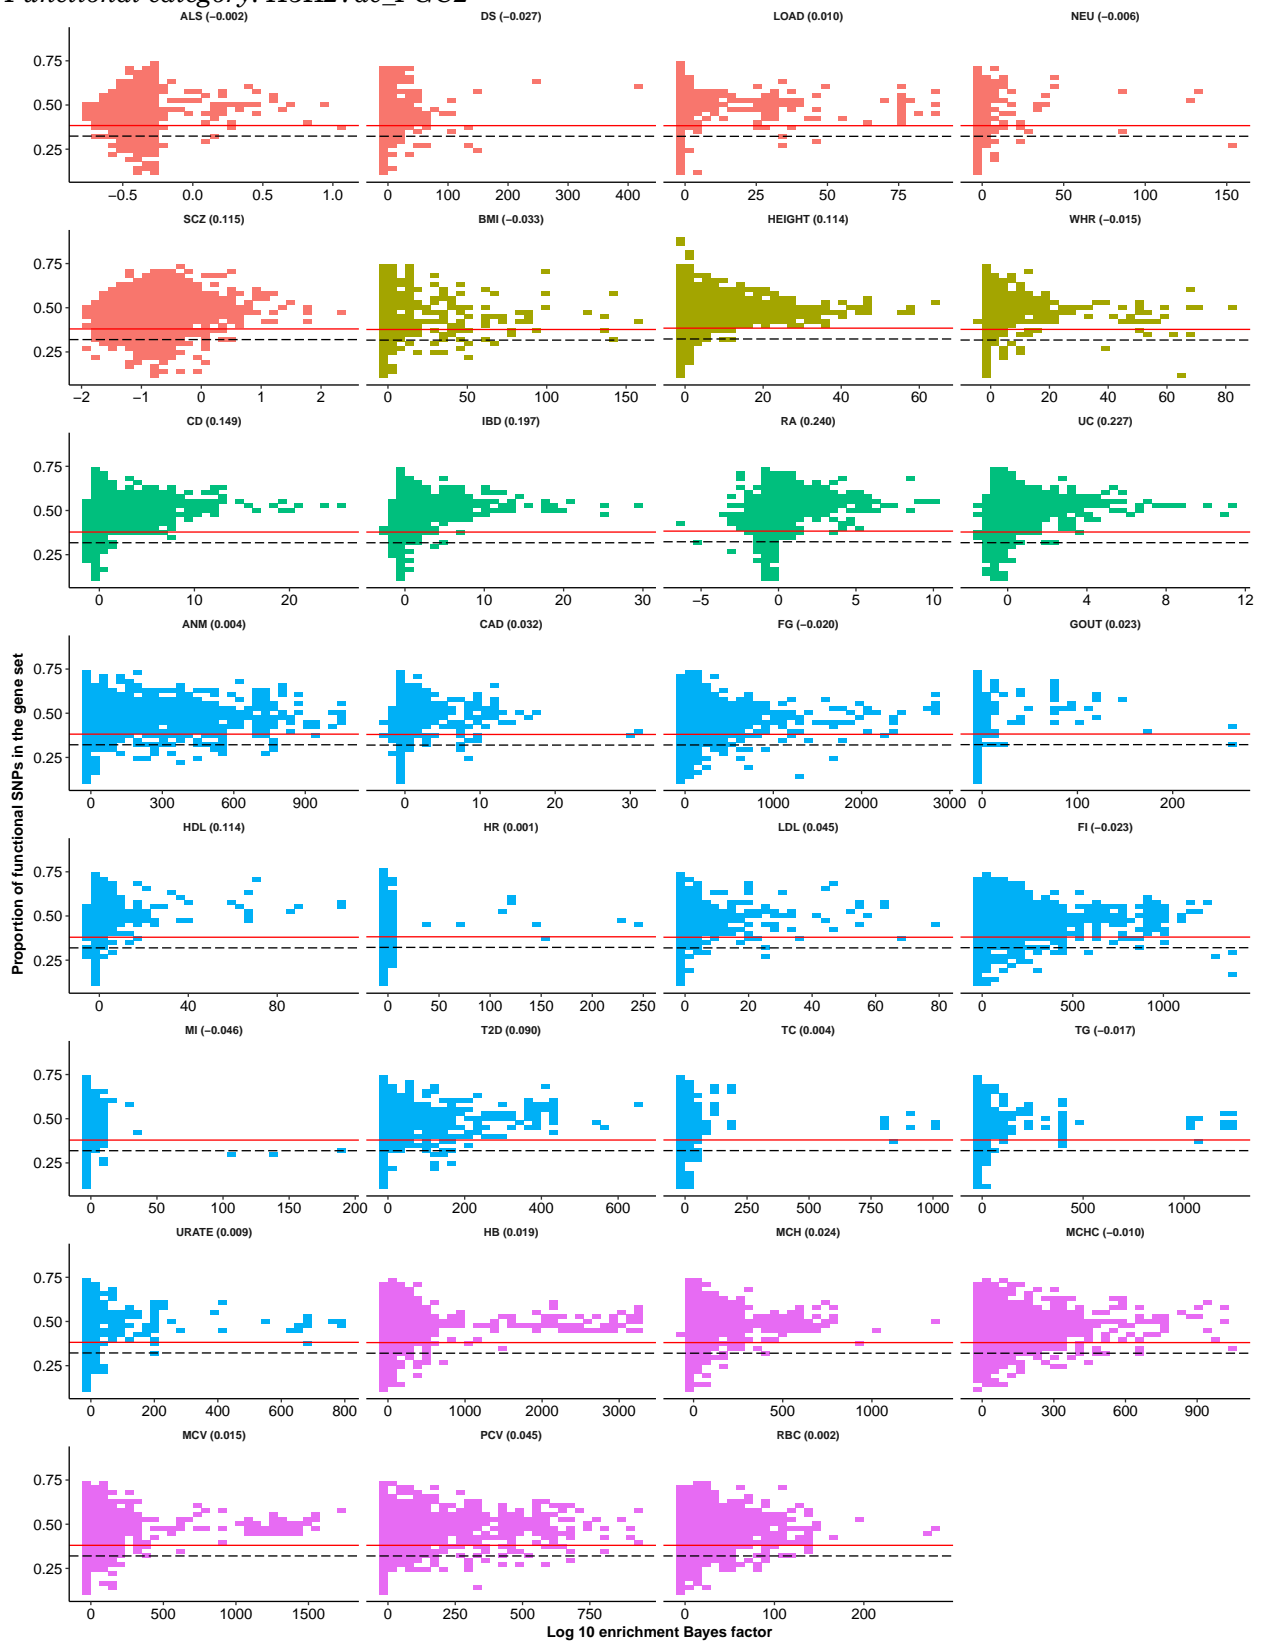 ALS (−0.002) DS (−0.027) LOAD (0.010) NEU (−0.006)
0.75
0.50
0.25
−0.5 0.0 0.5 1.0 0 100 200 300 400 0 25 50 75 0 50 100 150
SCZ (0.115) BMI (−0.033) HEIGHT (0.114) WHR (−0.015)
0.75
0.50
0.25
−2 −1 0 1 2 0 50 100 150 0 20 40 60 0 20 40 60 80
CD (0.149) IBD (0.197) RA (0.240) UC (0.227)
0.75
0.50
0.25
0 10 20 0 10 20 30 −5 0 5 10 0 4 8 12
ANM (0.004) CAD (0.032) FG (−0.020) GOUT (0.023)
0.75
0.50
0.25
0 300 600 900 0 10 20 30 0 1000 2000 3000 0 100 200
Proportion of functional SNPs in the gene set
HDL (0.114) HR (0.001) LDL (0.045) FI (−0.023)
0.75
0.50
0.25
0 40 80 0 50 100 150 200 250 0 20 40 60 80 0 500 1000
MI (−0.046) T2D (0.090) TC (0.004) TG (−0.017)
0.75
0.50
0.25
0 50 100 150 200 0 200 400 600 0 250 500 750 1000 0 500 1000
URATE (0.009) HB (0.019) MCH (0.024) MCHC (−0.010)
0.75
0.50
0.25
0 200 400 600 800 0 1000 2000 3000 0 500 1000 0 300 600 900
MCV (0.015) PCV (0.045) RBC (0.002)
0.75
0.50
0.25
0 500 1000 1500 0 250 500 750 0 100 200
Log 10 enrichment Bayes factor